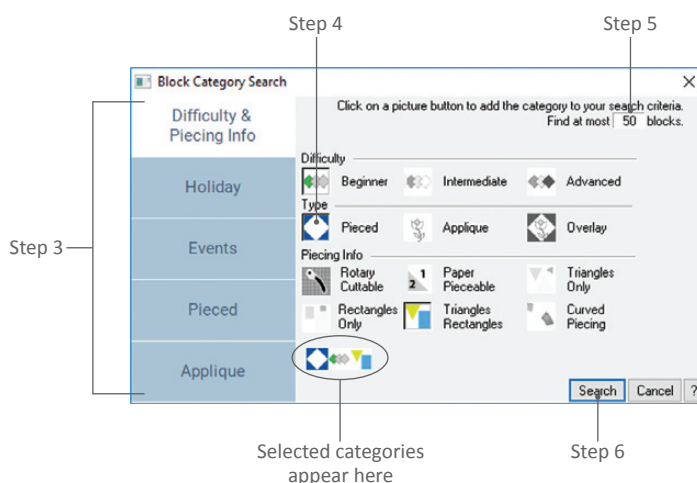 Step 4
Step 5
Block Category Search
Click on a picture button to add the category to your search criteria.
Find at most 50 blocks.
Difficulty &
Piecing Info
Difficulty
Beginner
Intermediate
Advanced
Holiday
Type
Pieced
Applique
Overlay
Step 3
Events
Piecing Info
Rotary
Cuttable
1
2
Paper
Pieceable
Triangles
Only
Pieced
Rectangles
Only
Triangles
Rectangles
Curved
Piecing
Applique
Search
Cancel
?
Selected categories
appear here
Step 6